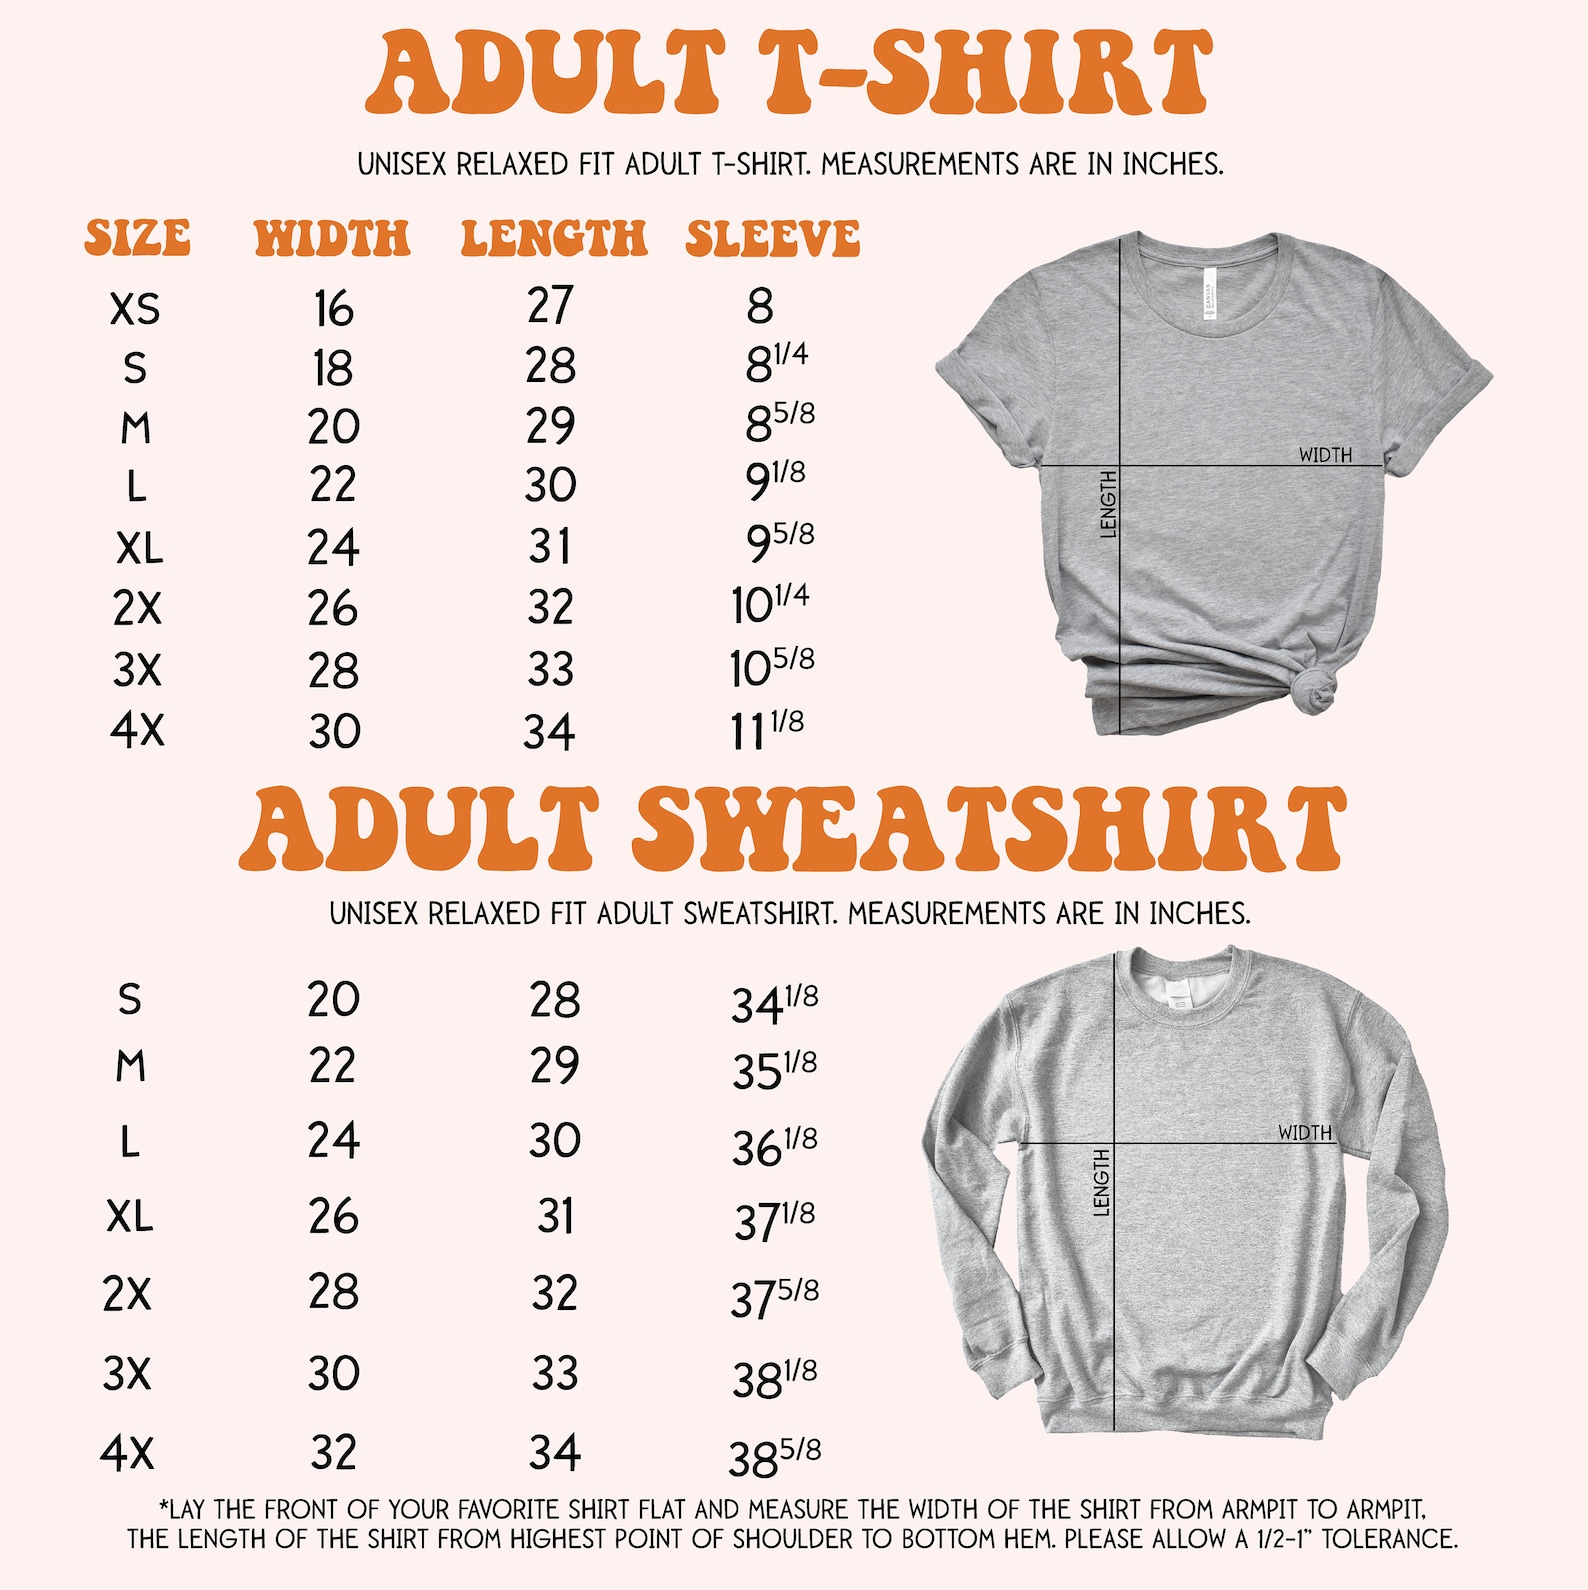 ADULT T-SHIRT
UNISEX RELAXED FIT ADULT T-SHIRT. MEASUREMENTS ARE IN INCHES.
SIZE WIDTH LENGTH SLEEVE
XS 16 27 8
S 18 28 8 1/4
M 20 29 8 5/8
L 22 30 9 1/8
XL 24 31 9 5/8
2X 26 32 10 1/4
3X 28 33 10 5/8
4X 30 34 11 1/8
CANVAS
WIDTH
LENGTH
ADULT SWEATSHIRT
UNISEX RELAXED FIT ADULT SWEATSHIRT. MEASUREMENTS ARE IN INCHES.
S 20 28 34 1/8
M 22 29 35 1/8
L 24 30 36 1/8
XL 26 31 37 1/8
2X 28 32 37 5/8
3X 30 33 38 1/8
4X 32 34 38 5/8
WIDTH
LENGTH
*LAY THE FRONT OF YOUR FAVORITE SHIRT FLAT AND MEASURE THE WIDTH OF THE SHIRT FROM ARMPIT TO ARMPIT,
THE LENGTH OF THE SHIRT FROM HIGHEST POINT OF SHOULDER TO BOTTOM HEM. PLEASE ALLOW A 1/2-1" TOLERANCE.